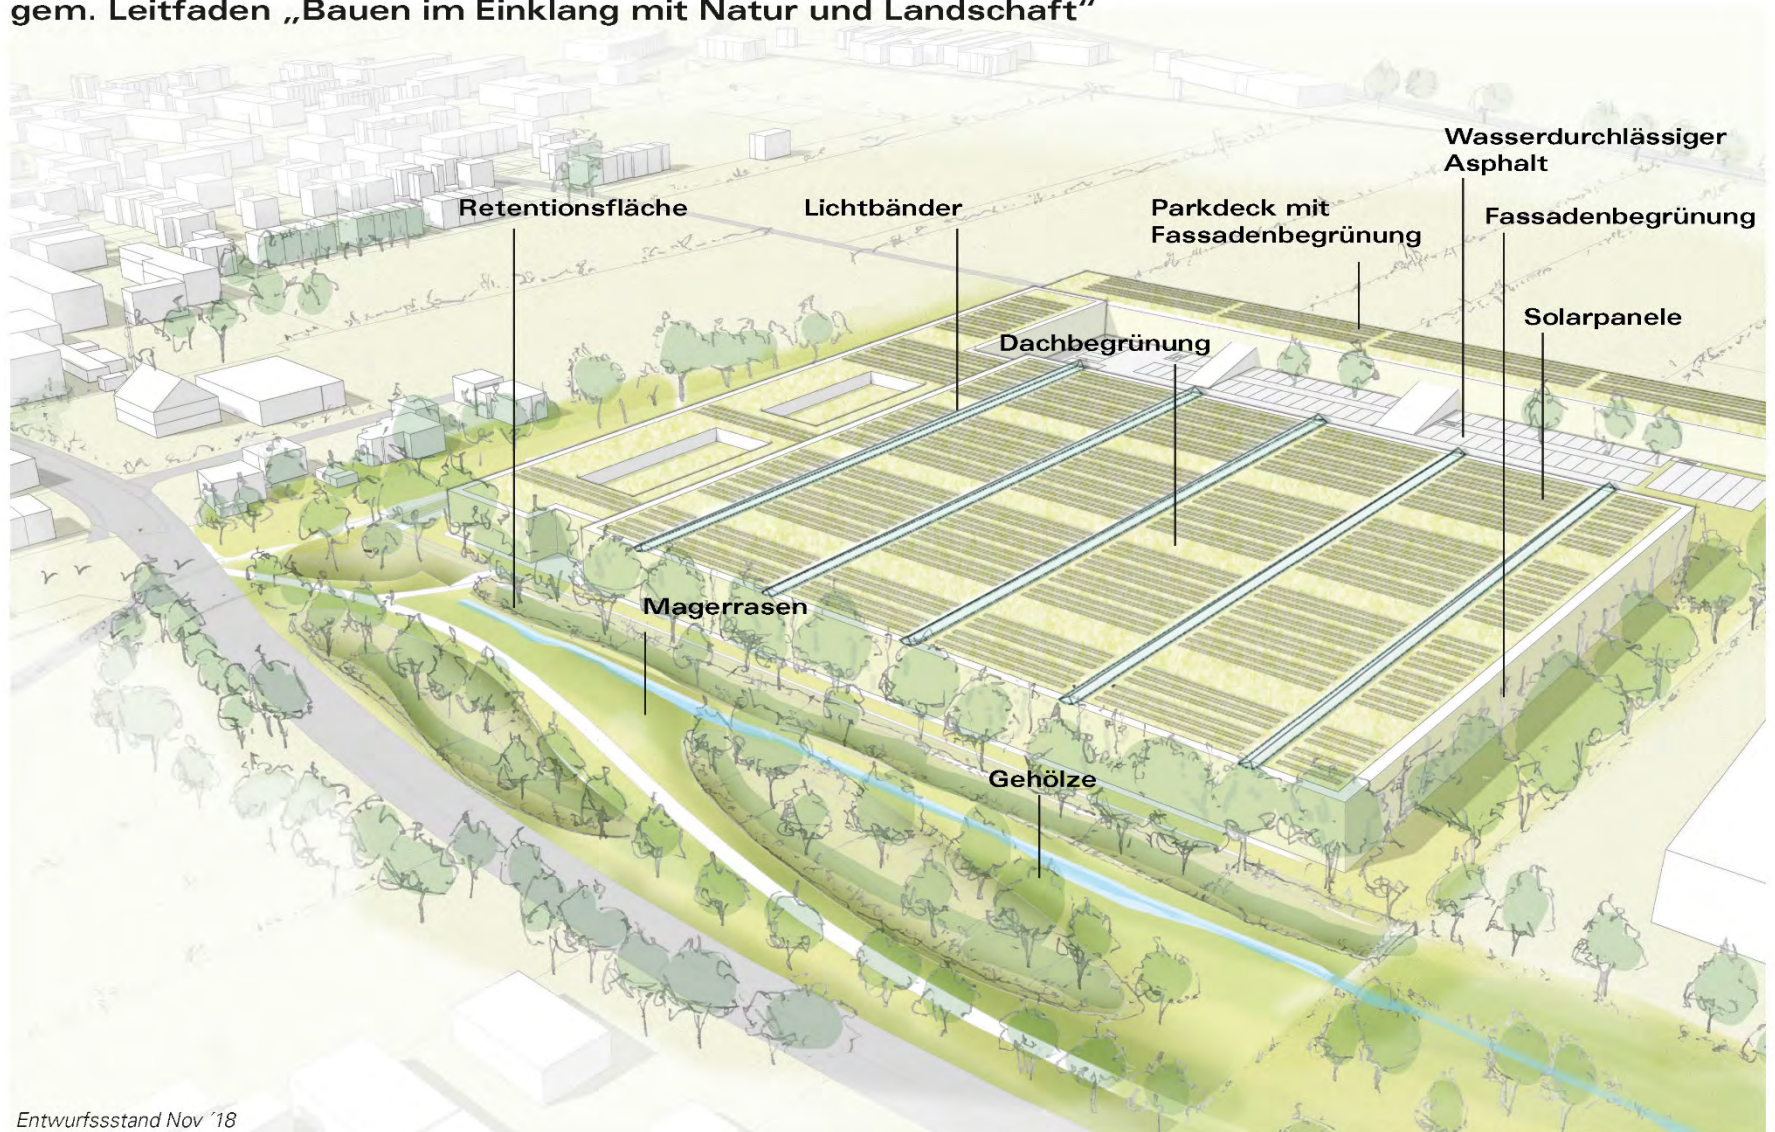 gem. Leitfaden „Bauen im Einklang mit Natur und Landschaft“
Wasserdurchlässiger
Asphalt
Retentionsfläche
Lichtbänder
Parkdeck mit
Fassadenbegrünung
Fassadenbegrünung
Solarpanele
Dachbegrünung
Magerrasen
Gehölze
Entwurfssstand Nov ´18